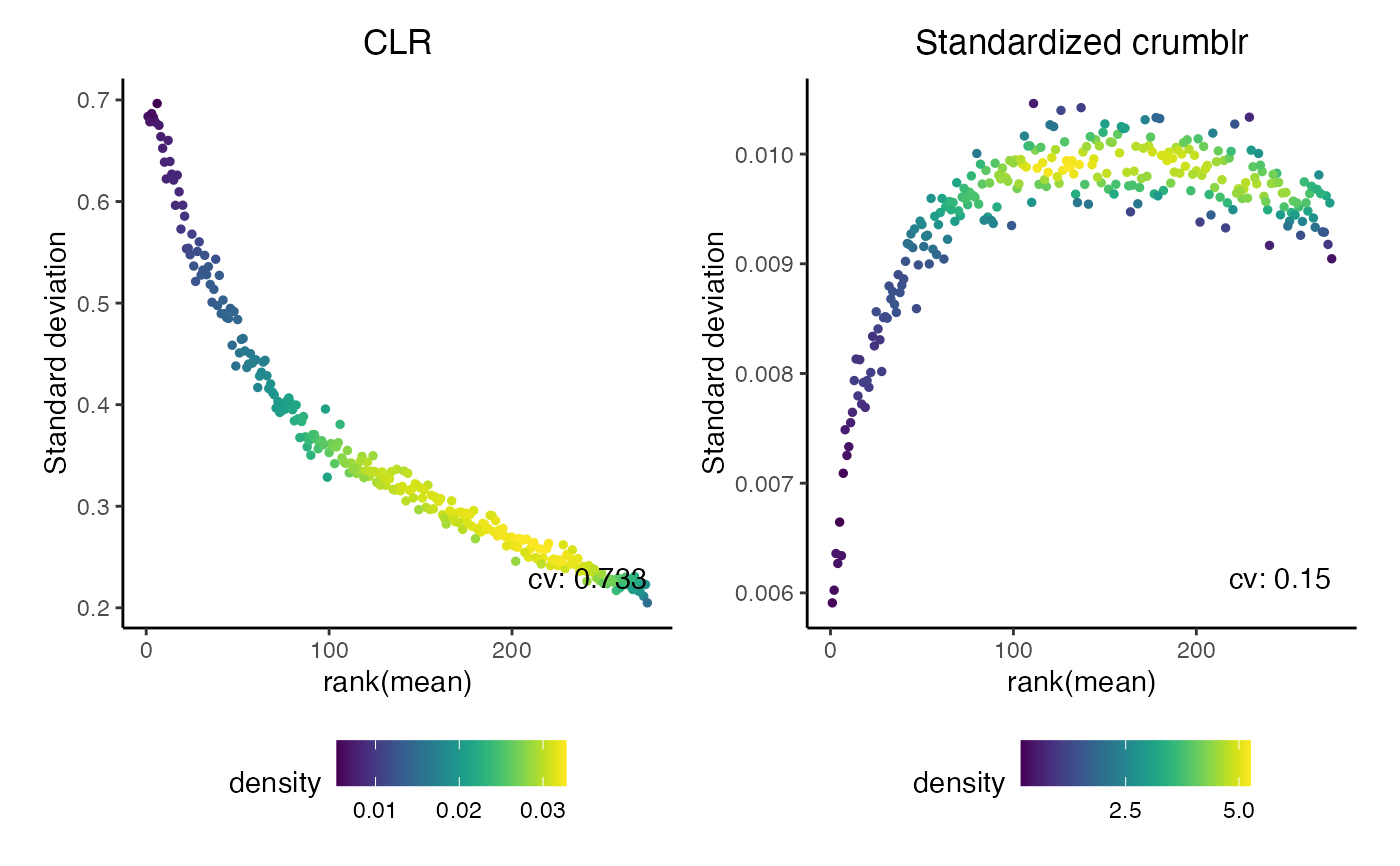 CLR
Standard deviation
0.7
0.6
0.5
0.4
0.3
0.2
cv: 0.733
0
100
200
rank(mean)
density
0.01
0.02
0.03
Standardized crumblr
Standard deviation
0.010
0.009
0.008
0.007
0.006
cv: 0.15
0
100
200
rank(mean)
density
2.5
5.0